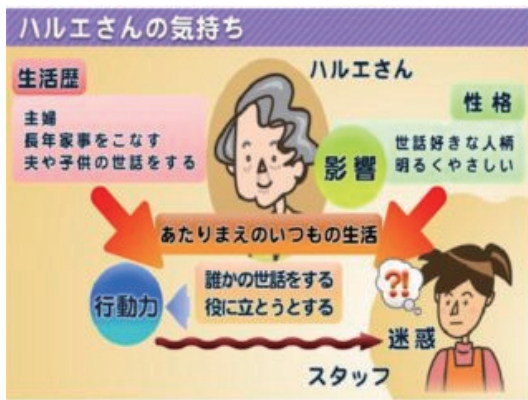 ハルエさんの気持ち
生活歴
主婦
長年家事をこなす
夫や子供の世話をする
ハルエさん
影響
性格
世話好きな人柄
明るくやさしい
あたりまえのいつもの生活
誰かの世話をする
役に立とうとする
行動力
?!
迷惑
スタッフ